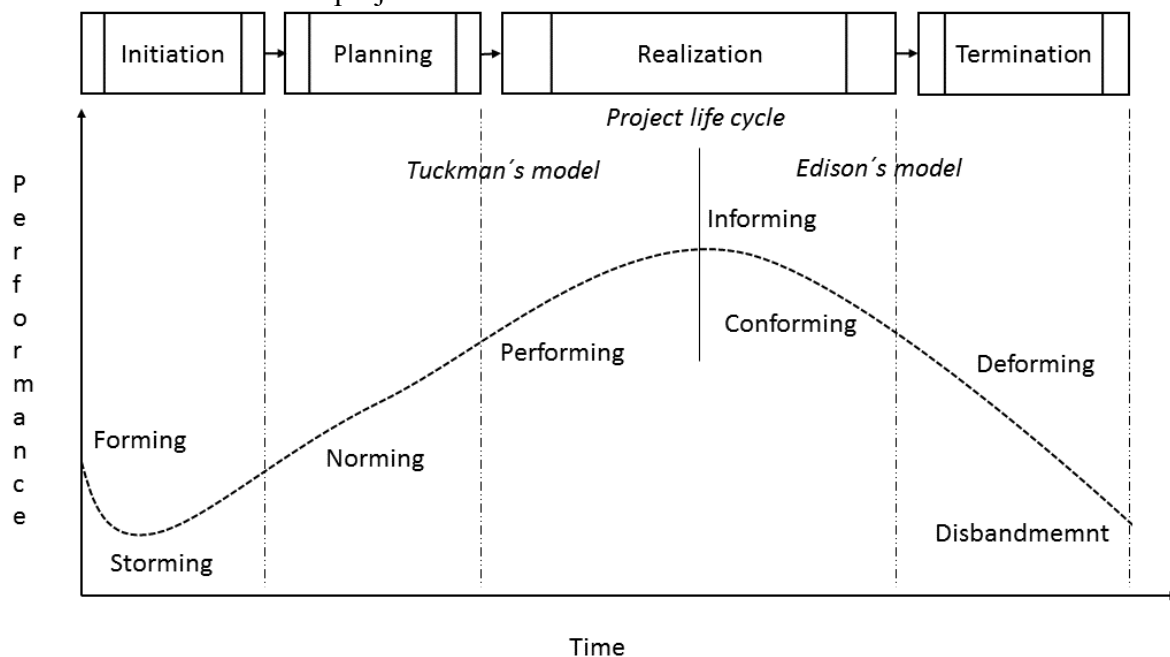 Initiation
Planning
Realization
Termination
Project life cycle
Tuckman´s model
Edison´s model
Performance
Informing
Conforming
Performing
Deforming
Forming
Norming
Storming
Disbandmemnt
Time